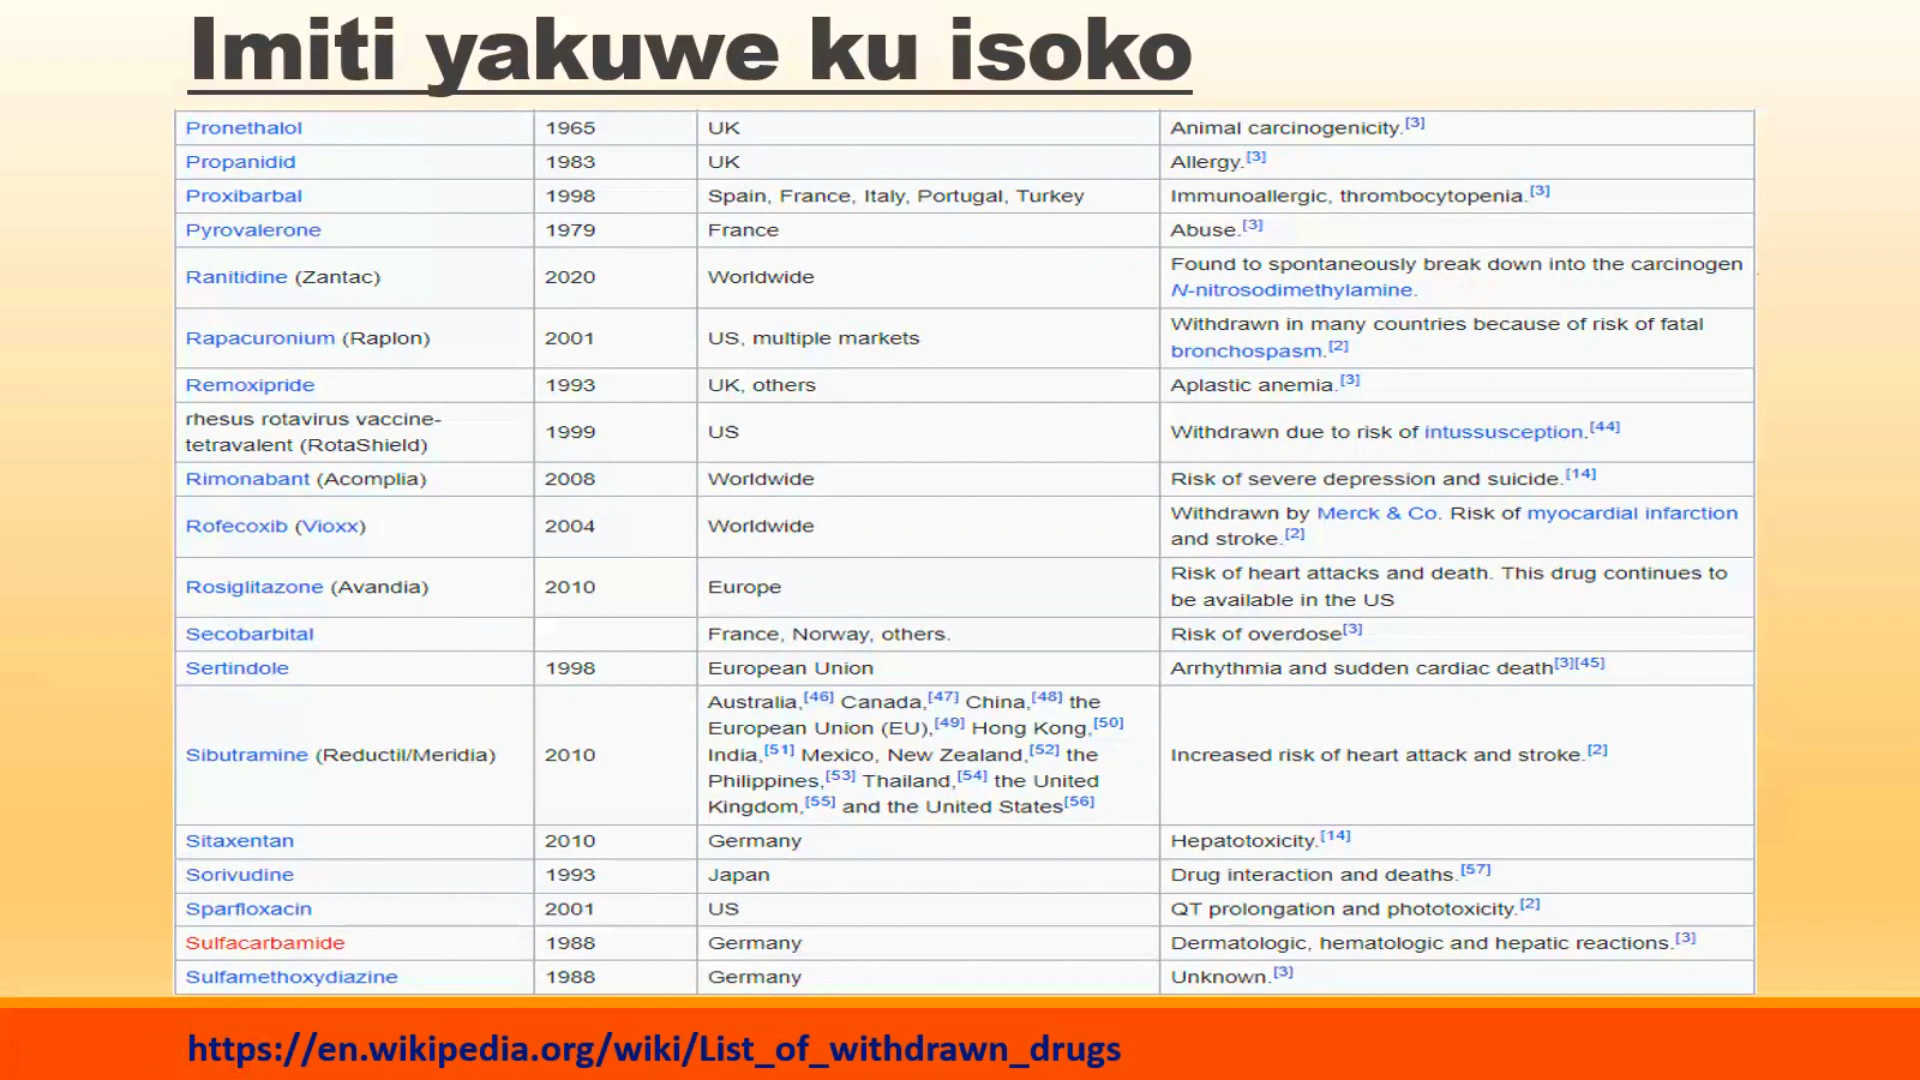 Imiti yakuwe ku isoko
Pronethalol 1965 UK Animal carcinogenicity.[3]
Propanidid 1983 UK Allergy.[3]
Proxibarbal 1998 Spain, France, Italy, Portugal, Turkey Immunoallergic, thrombocytopenia.[3]
Pyrovalerone 1979 France Abuse.[3]
Ranitidine (Zantac) 2020 Worldwide Found to spontaneously break down into the carcinogen
N-nitrosodimethylamine.
Rapacuronium (Raplon) 2001 US, multiple markets Withdrawn in many countries because of risk of fatal
bronchospasm.[2]
Remoxipride 1993 UK, others Aplastic anemia.[3]
rhesus rotavirus vaccine-
tetravalent (RotaShield) 1999 US Withdrawn due to risk of intussusception.[44]
Rimonabant (Acomplia) 2008 Worldwide Risk of severe depression and suicide.[14]
Rofecoxib (Vioxx) 2004 Worldwide Withdrawn by Merck & Co. Risk of myocardial infarction
and stroke.[2]
Rosiglitazone (Avandia) 2010 Europe Risk of heart attacks and death. This drug continues to
be available in the US
Secobarbital France, Norway, others. Risk of overdose[3]
Sertindole 1998 European Union Arrhythmia and sudden cardiac death[3][45]
Sibutramine (Reductil/Meridia) 2010 Australia,[46] Canada,[47] China,[48] the
European Union (EU),[49] Hong Kong,[50]
India,[51] Mexico, New Zealand,[52] the
Philippines,[53] Thailand,[54] the United
Kingdom,[55] and the United States[56] Increased risk of heart attack and stroke.[2]
Sitaxentan 2010 Germany Hepatotoxicity.[14]
Sorivudine 1993 Japan Drug interaction and deaths.[57]
Sparfloxacin 2001 US QT prolongation and phototoxicity.[2]
Sulfacarbamide 1988 Germany Dermatologic, hematologic and hepatic reactions.[3]
Sulfamethoxydiazine 1988 Germany Unknown.[3]
https://en.wikipedia.org/wiki/List_of_withdrawn_drugs